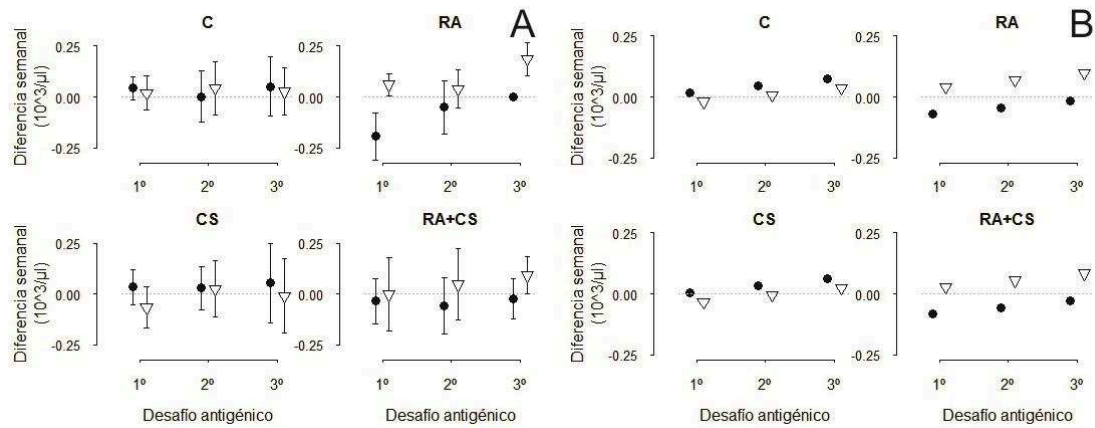 C
RA
A
Diferencia semanal
(10^3/µl)
0.25
0.00
-0.25
1º
2º
3º
0.25
0.00
-0.25
1º
2º
3º
CS
RA+CS
Diferencia semanal
(10^3/µl)
0.25
0.00
-0.25
1º
2º
3º
Desafío antigénico
0.25
0.00
-0.25
1º
2º
3º
Desafío antigénico
C
RA
B
Diferencia semanal
(10^3/µl)
0.25
0.00
-0.25
1º
2º
3º
0.25
0.00
-0.25
1º
2º
3º
CS
RA+CS
Diferencia semanal
(10^3/µl)
0.25
0.00
-0.25
1º
2º
3º
Desafío antigénico
0.25
0.00
-0.25
1º
2º
3º
Desafío antigénico